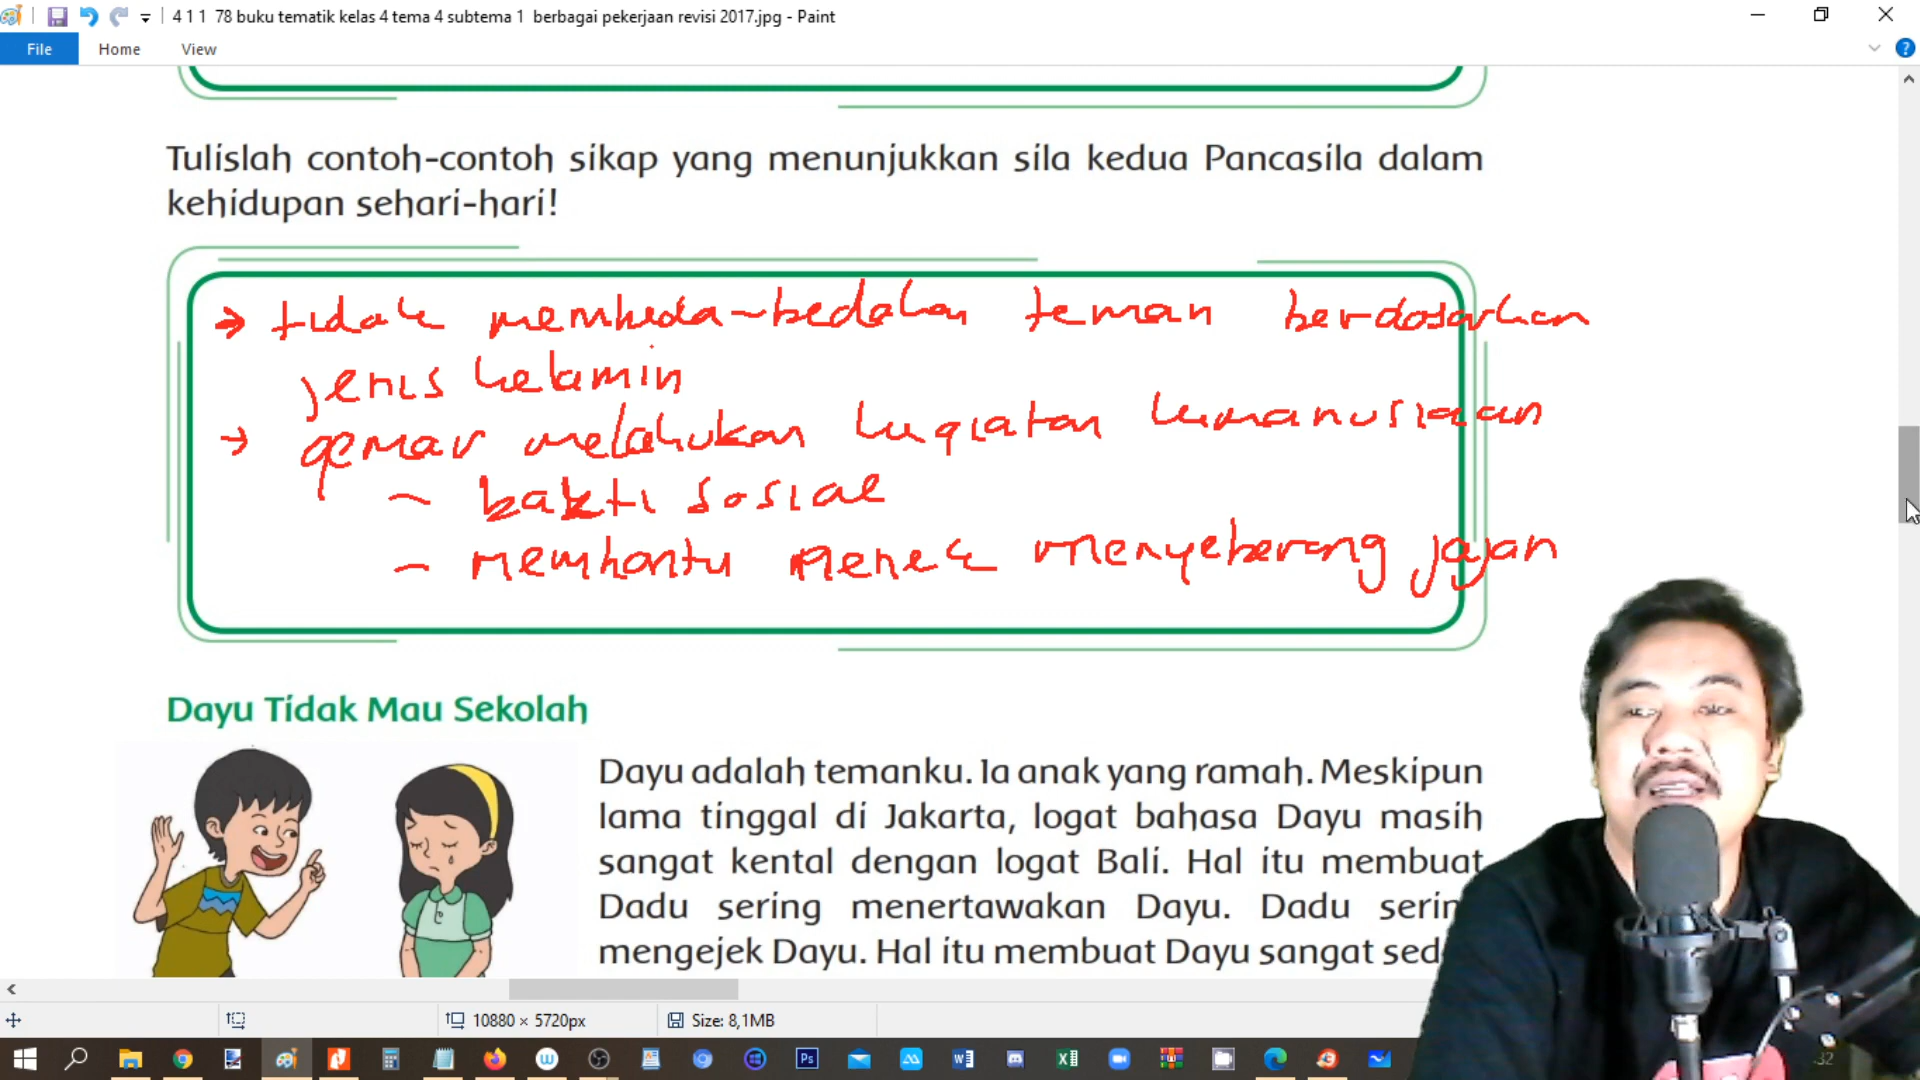 4 1 1 78 buku tematik kelas 4 tema 4 subtema 1 berbagai pekerjaan revisi 2017.jpg - Paint
File Home View
Tulislah contoh-contoh sikap yang menunjukkan sila kedua Pancasila dalam
kehidupan sehari-hari!
→ tidak membeda-bedakan teman berdasarkan
jenis kelamin
→ gemar melakukan kegiatan kemanusiaan
- bakti sosial
- membantu nenek menyeberang jajan
Dayu Tidak Mau Sekolah
Dayu adalah temanku. Ia anak yang ramah. Meskipun
lama tinggal di Jakarta, logat bahasa Dayu masih
sangat kental dengan logat Bali. Hal itu membuat
Dadu sering menertawakan Dayu. Dadu serin
mengejek Dayu. Hal itu membuat Dayu sangat sed
10880 × 5720px Size: 8,1MB